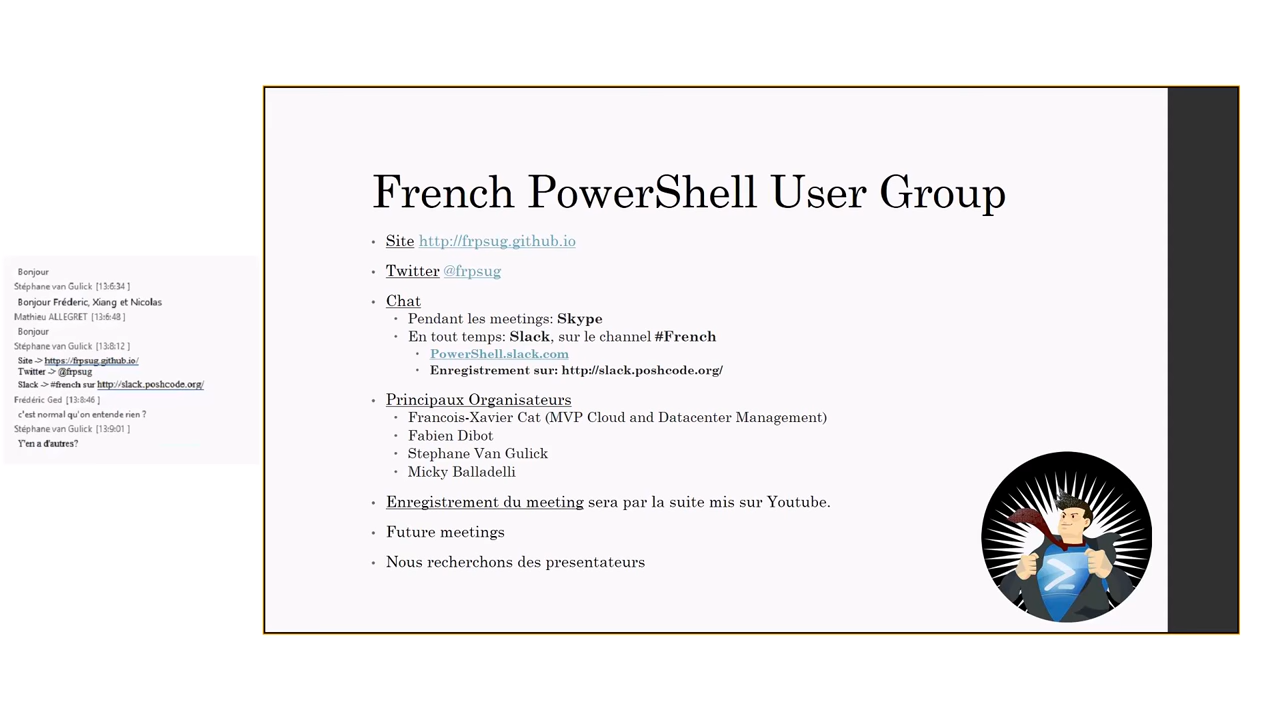 Bonjour
Stéphane van Gulick [13:6:34 ]
Bonjour Fréderic, Xiang et Nicolas
Mathieu ALLEGRET [13:6:48 ]
Bonjour
Stéphane van Gulick [13:8:12 ]
Site -> https://frpsug.github.io/
Twitter -> @frpsug
Slack -> #french sur http://slack.poshcode.org/
Frédéric Ged [13:8:46 ]
c'est normal qu'on entende rien ?
Stéphane van Gulick [13:9:01 ]
Y'en a d'autres?
French PowerShell User Group
• Site http://frpsug.github.io
• Twitter @frpsug
• Chat
• Pendant les meetings: Skype
• En tout temps: Slack, sur le channel #French
• PowerShell.slack.com
• Enregistrement sur: http://slack.poshcode.org/
• Principaux Organisateurs
• Francois-Xavier Cat (MVP Cloud and Datacenter Management)
• Fabien Dibot
• Stephane Van Gulick
• Micky Balladelli
• Enregistrement du meeting sera par la suite mis sur Youtube.
• Future meetings
• Nous recherchons des presentateurs